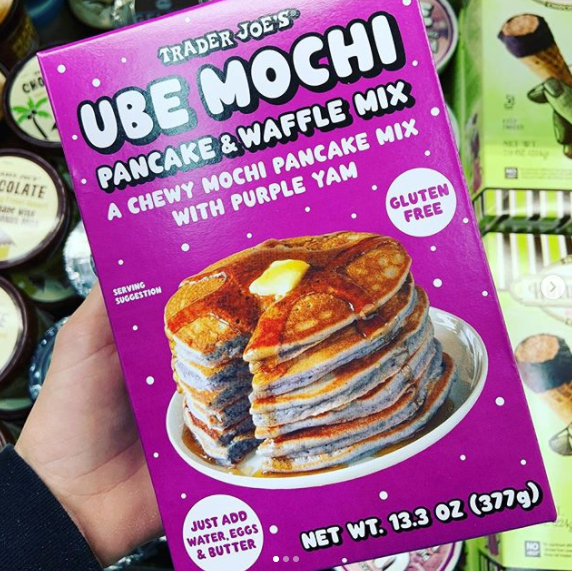 TRADER JOE'S
UBE MOCHI
PANCAKE & WAFFLE MIX
A CHEWY MOCHI PANCAKE MIX
WITH PURPLE YAM
GLUTEN
FREE
SERVING
SUGGESTION
JUST ADD
WATER, EGGS
& BUTTER
NET WT. 13.3 OZ (377g)